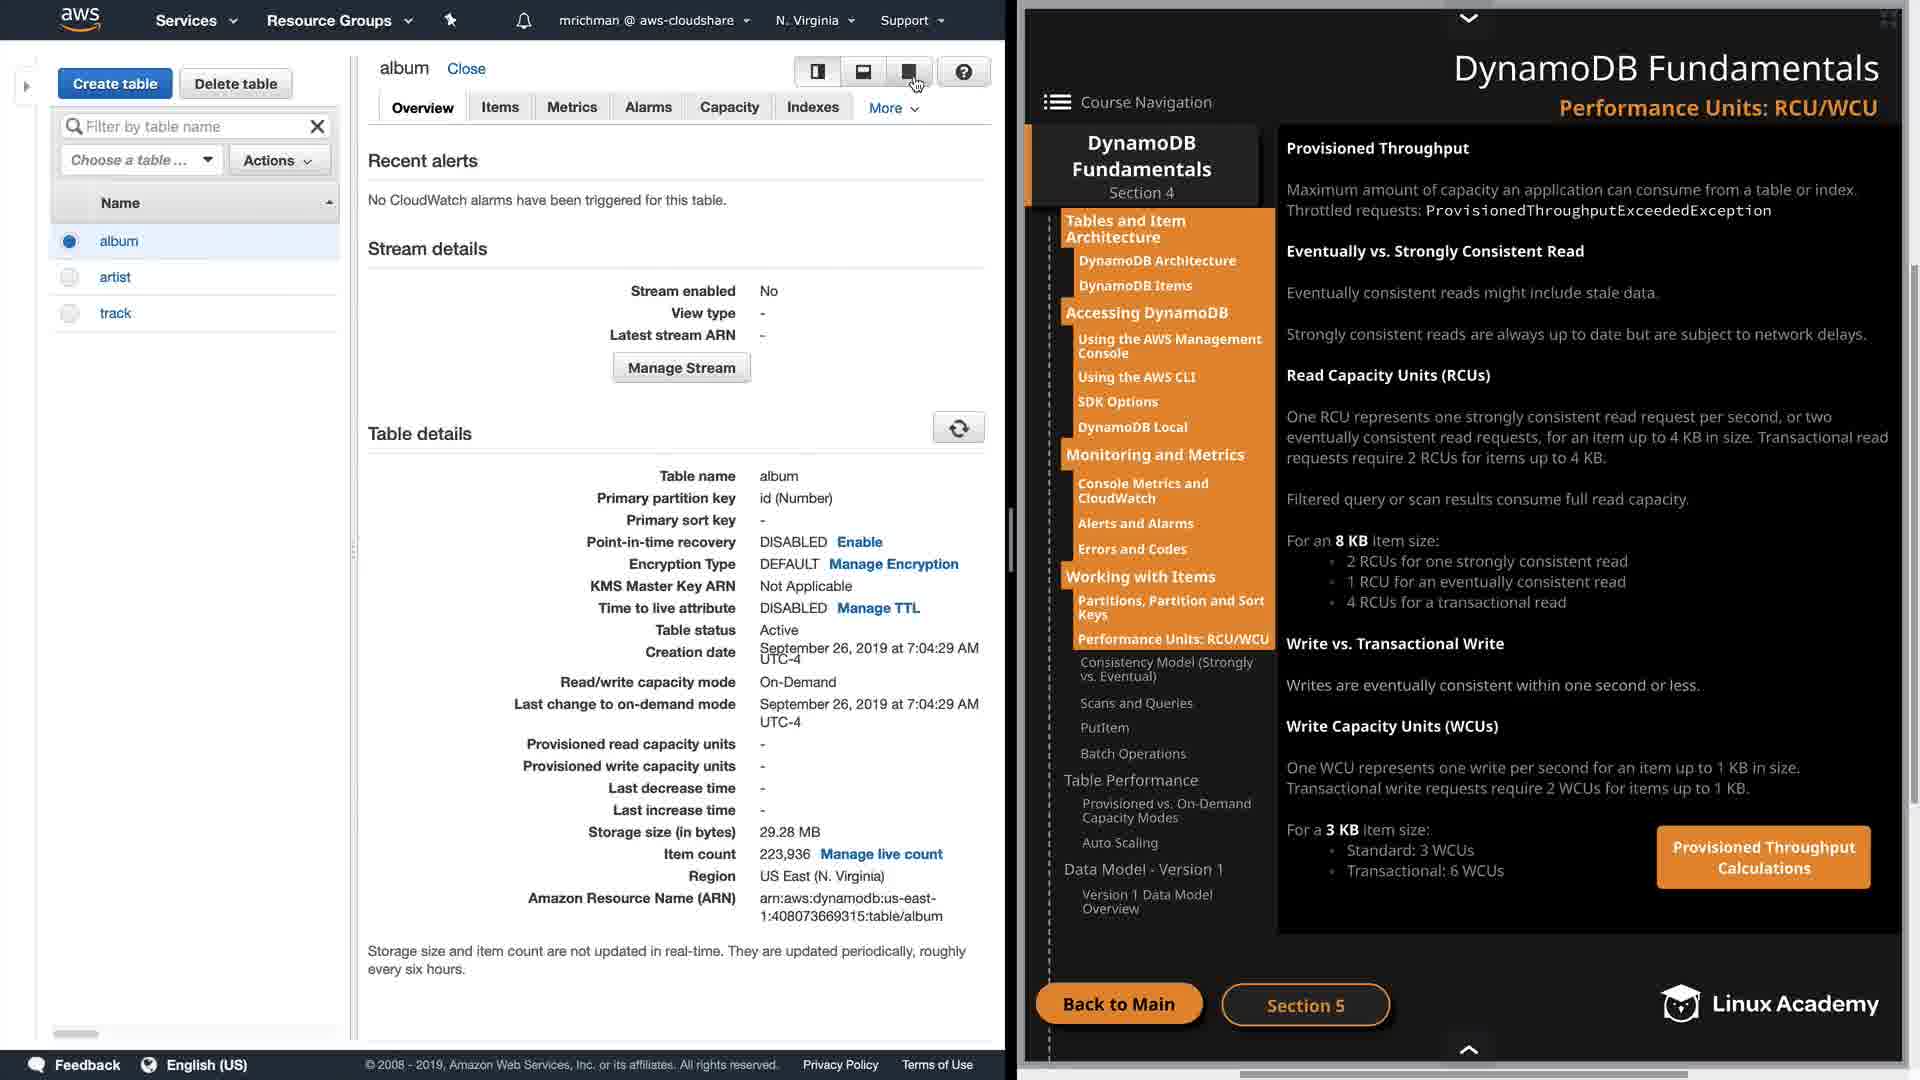 aws
Services
Resource Groups
mrichman @ aws-cloudshare
N. Virginia
Support
Create table
Delete table
Filter by table name
Choose a table ...
Actions
Name
album
artist
track
album
Close
Overview
Items
Metrics
Alarms
Capacity
Indexes
More
Recent alerts
No CloudWatch alarms have been triggered for this table.
Stream details
Stream enabled No
View type -
Latest stream ARN -
Manage Stream
Table details
Table name album
Primary partition key id (Number)
Primary sort key -
Point-in-time recovery DISABLED Enable
Encryption Type DEFAULT Manage Encryption
KMS Master Key ARN Not Applicable
Time to live attribute DISABLED Manage TTL
Table status Active
Creation date September 26, 2019 at 7:04:29 AM
UTC-4
Read/write capacity mode On-Demand
Last change to on-demand mode September 26, 2019 at 7:04:29 AM
UTC-4
Provisioned read capacity units -
Provisioned write capacity units -
Last decrease time -
Last increase time -
Storage size (in bytes) 29.28 MB
Item count 223,936 Manage live count
Region US East (N. Virginia)
Amazon Resource Name (ARN) arn:aws:dynamodb:us-east-
1:408073669315:table/album
Storage size and item count are not updated in real-time. They are updated periodically, roughly
every six hours.
Feedback
English (US)
© 2008 - 2019, Amazon Web Services, Inc. or its affiliates. All rights reserved.
Privacy Policy
Terms of Use
DynamoDB Fundamentals
Performance Units: RCU/WCU
Course Navigation
DynamoDB
Fundamentals
Section 4
Tables and Item
Architecture
DynamoDB Architecture
DynamoDB Items
Accessing DynamoDB
Using the AWS Management
Console
Using the AWS CLI
SDK Options
DynamoDB Local
Monitoring and Metrics
Console Metrics and
CloudWatch
Alerts and Alarms
Errors and Codes
Working with Items
Partitions, Partition and Sort
Keys
Performance Units: RCU/WCU
Consistency Model (Strongly
vs. Eventual)
Scans and Queries
PutItem
Batch Operations
Table Performance
Provisioned vs. On-Demand
Capacity Modes
Auto Scaling
Data Model - Version 1
Version 1 Data Model
Overview
Provisioned Throughput
Maximum amount of capacity an application can consume from a table or index.
Throttled requests: ProvisionedThroughputExceededException
Eventually vs. Strongly Consistent Read
Eventually consistent reads might include stale data.
Strongly consistent reads are always up to date but are subject to network delays.
Read Capacity Units (RCUs)
One RCU represents one strongly consistent read request per second, or two
eventually consistent read requests, for an item up to 4 KB in size. Transactional read
requests require 2 RCUs for items up to 4 KB.
Filtered query or scan results consume full read capacity.
For an 8 KB item size:
• 2 RCUs for one strongly consistent read
• 1 RCU for an eventually consistent read
• 4 RCUs for a transactional read
Write vs. Transactional Write
Writes are eventually consistent within one second or less.
Write Capacity Units (WCUs)
One WCU represents one write per second for an item up to 1 KB in size.
Transactional write requests require 2 WCUs for items up to 1 KB.
For a 3 KB item size:
• Standard: 3 WCUs
• Transactional: 6 WCUs
Provisioned Throughput
Calculations
Back to Main
Section 5
Linux Academy